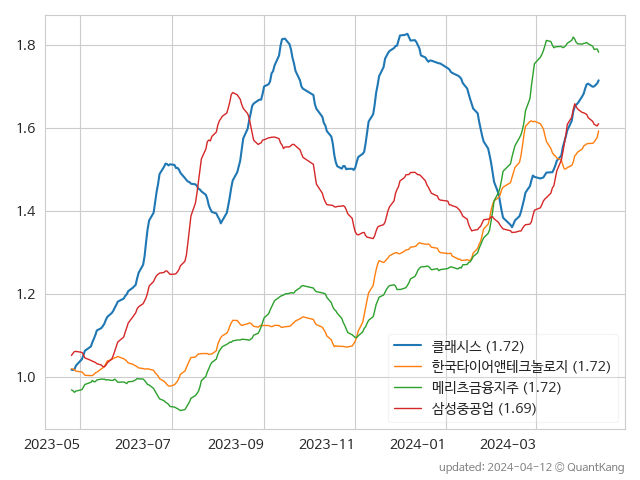 1.8
1.6
1.4
1.2
1.0
클래시스 (1.72)
한국타이어앤테크놀로지 (1.72)
메리츠금융지주 (1.72)
삼성중공업 (1.69)
2023-05 2023-07 2023-09 2023-11 2024-01 2024-03
updated: 2024-04-12 © QuantKang